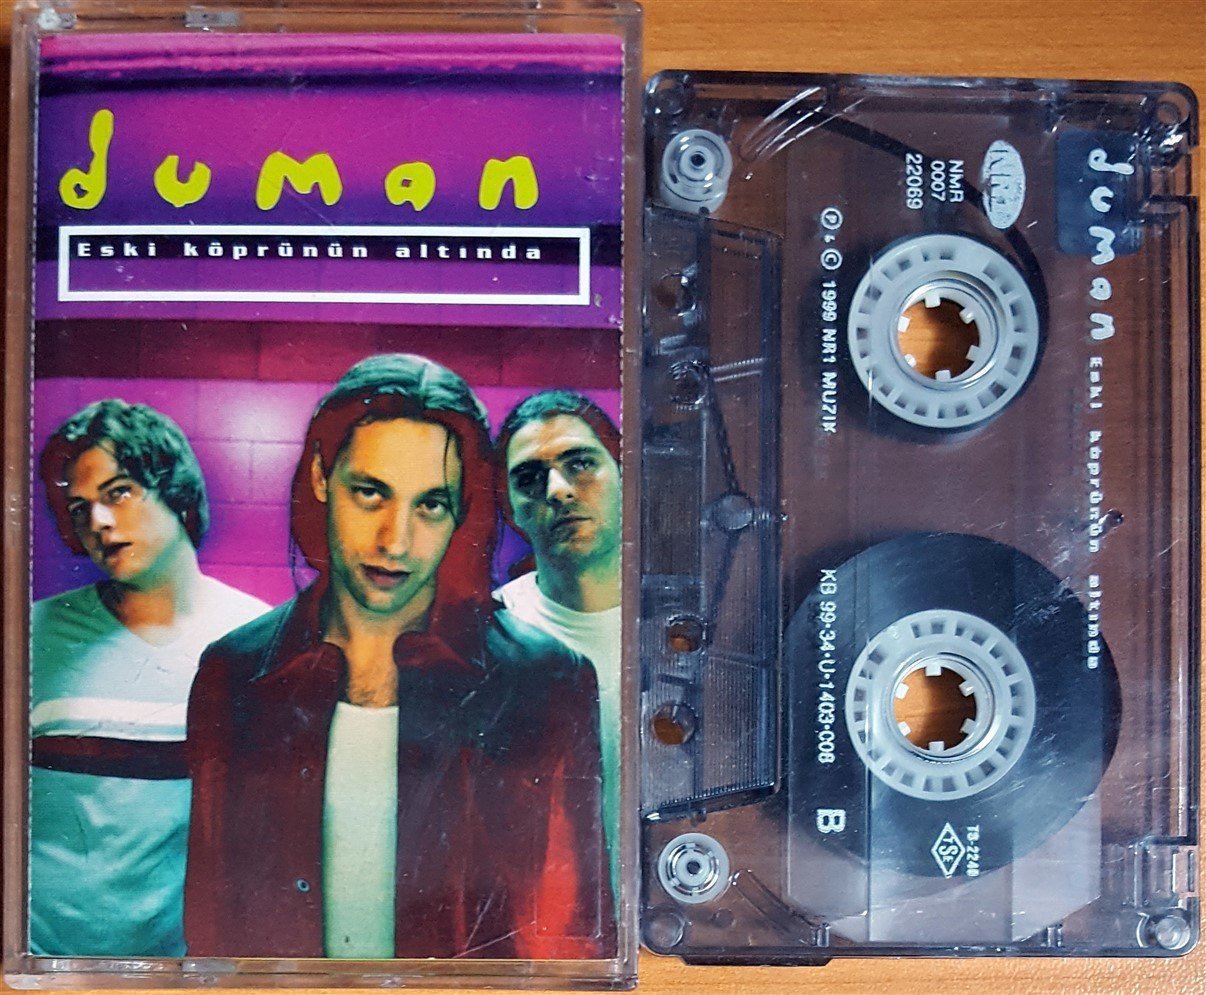 duman
Eski köprünün altında
duman
Eski köprünün altında
NR1
NMR
0007
22069
℗ & © 1999 NR1 MUZIK
KB 99·34·U·1403·008
B
TSE
TS-2240